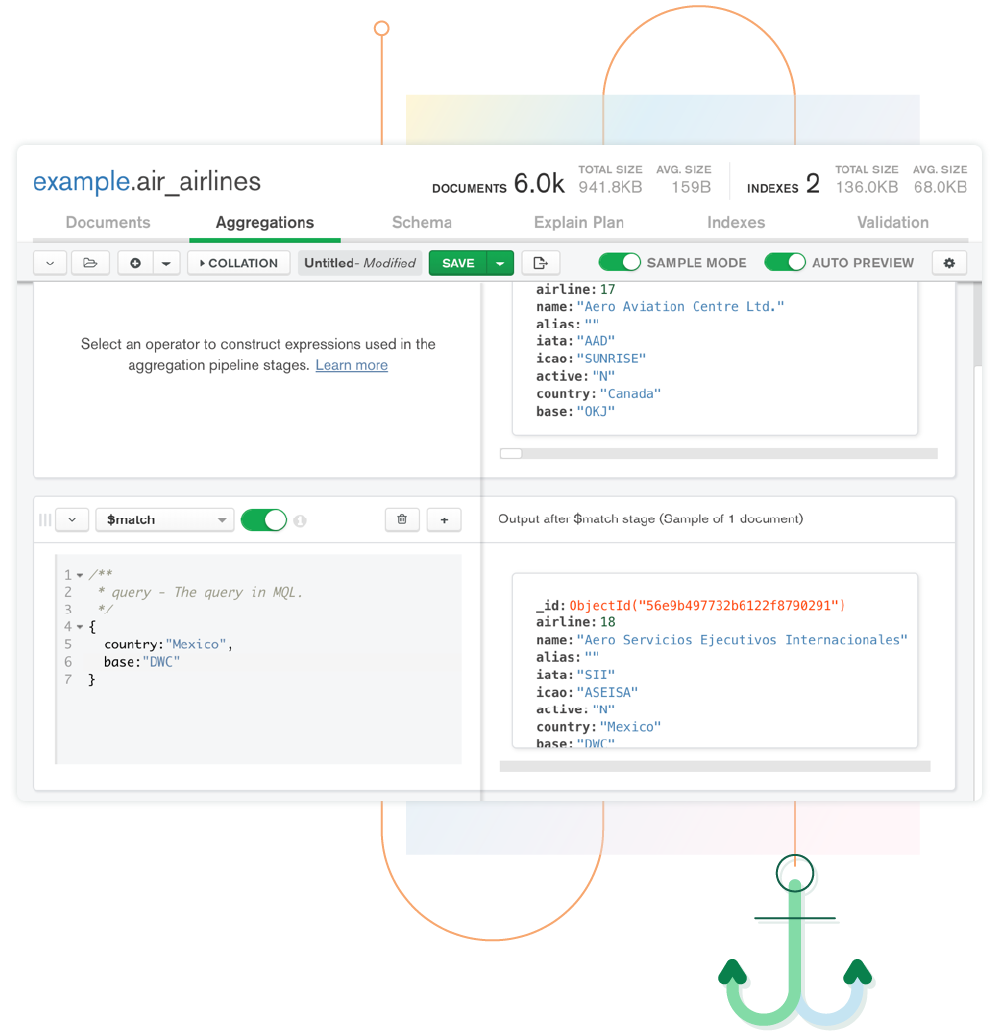 example.air_airlines
DOCUMENTS 6.0k TOTAL SIZE 941.8KB AVG. SIZE 159B INDEXES 2 TOTAL SIZE 136.0KB AVG. SIZE 68.0KB
Documents Aggregations Schema Explain Plan Indexes Validation
COLLATION Untitled- Modified SAVE SAMPLE MODE AUTO PREVIEW
Select an operator to construct expressions used in the
aggregation pipeline stages. Learn more
airline:17
name:"Aero Aviation Centre Ltd."
alias:""
iata:"AAD"
icao:"SUNRISE"
active:"N"
country:"Canada"
base:"OKJ"
$match
Output after $match stage (Sample of 1 document)
1 /**
2 * query - The query in MQL.
3 */
4 {
5 country:"Mexico",
6 base:"DWC"
7 }
_id:ObjectId("56e9b497732b6122f8790291")
airline:18
name:"Aero Servicios Ejecutivos Internacionales"
alias:""
iata:"SII"
icao:"ASEISA"
active:"N"
country:"Mexico"
base:"DWC"